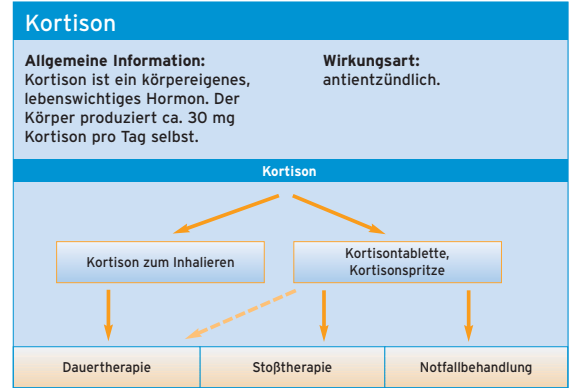 Kortison
Allgemeine Information:
Kortison ist ein körpereigenes,
lebenswichtiges Hormon. Der
Körper produziert ca. 30 mg
Kortison pro Tag selbst.
Wirkungsart:
antientzündlich.
Kortison
Kortison zum Inhalieren
Kortisontablette,
Kortisonspritze
Dauertherapie
Stoßtherapie
Notfallbehandlung